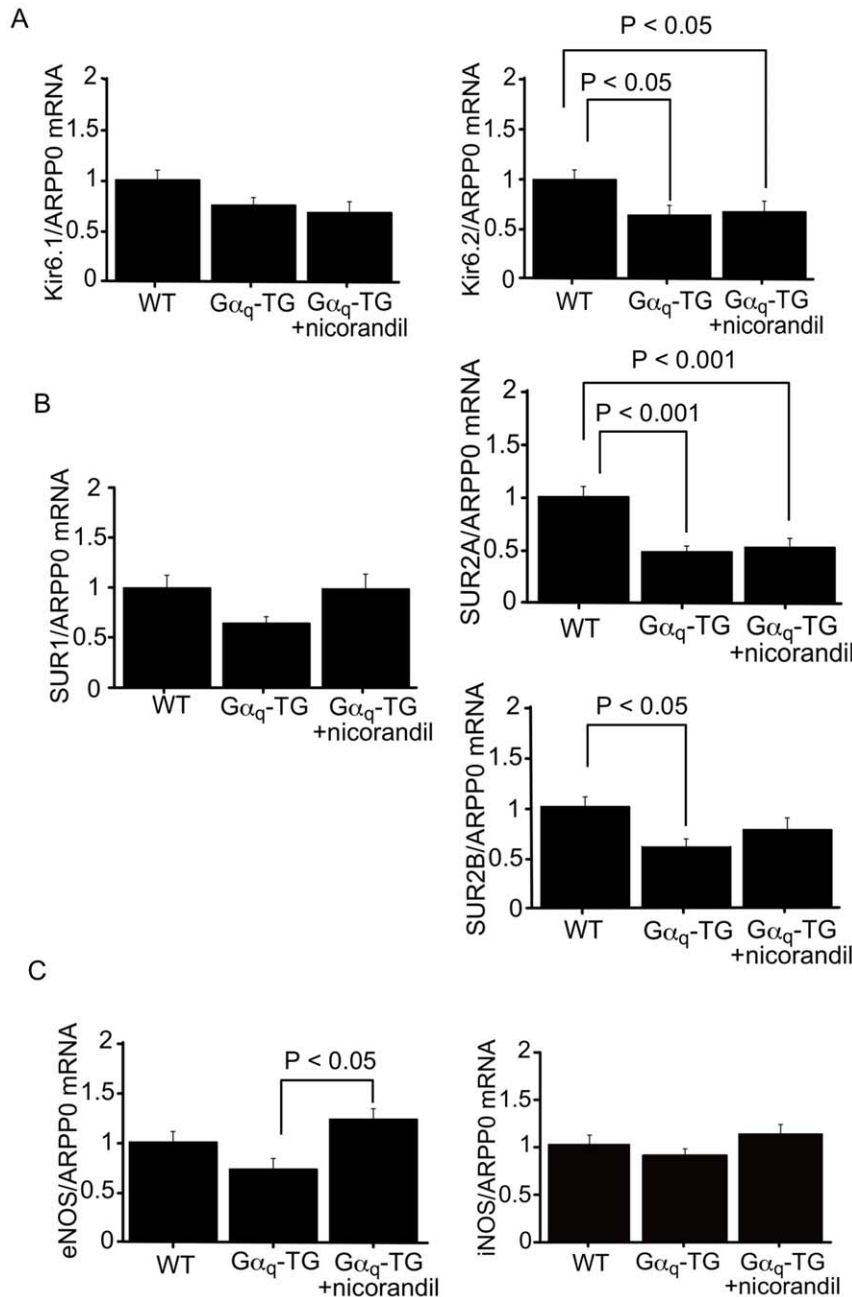 A
Kir6.1/ARPP0 mRNA
2
1.5
1
0.5
0
WT
Gαq-TG
Gαq-TG
+nicorandil
P < 0.05
P < 0.05
Kir6.2/ARPP0 mRNA
2
1.5
1
0.5
0
WT
Gαq-TG
Gαq-TG
+nicorandil
B
SUR1/ARPP0 mRNA
2
1.5
1
0.5
0
WT
Gαq-TG
Gαq-TG
+nicorandil
P < 0.001
P < 0.001
SUR2A/ARPP0 mRNA
2
1.5
1
0.5
0
WT
Gαq-TG
Gαq-TG
+nicorandil
P < 0.05
SUR2B/ARPP0 mRNA
2
1.5
1
0.5
0
WT
Gαq-TG
Gαq-TG
+nicorandil
C
P < 0.05
eNOS/ARPP0 mRNA
2
1.5
1
0.5
0
WT
Gαq-TG
Gαq-TG
+nicorandil
iNOS/ARPP0 mRNA
2
1.5
1
0.5
0
WT
Gαq-TG
Gαq-TG
+nicorandil